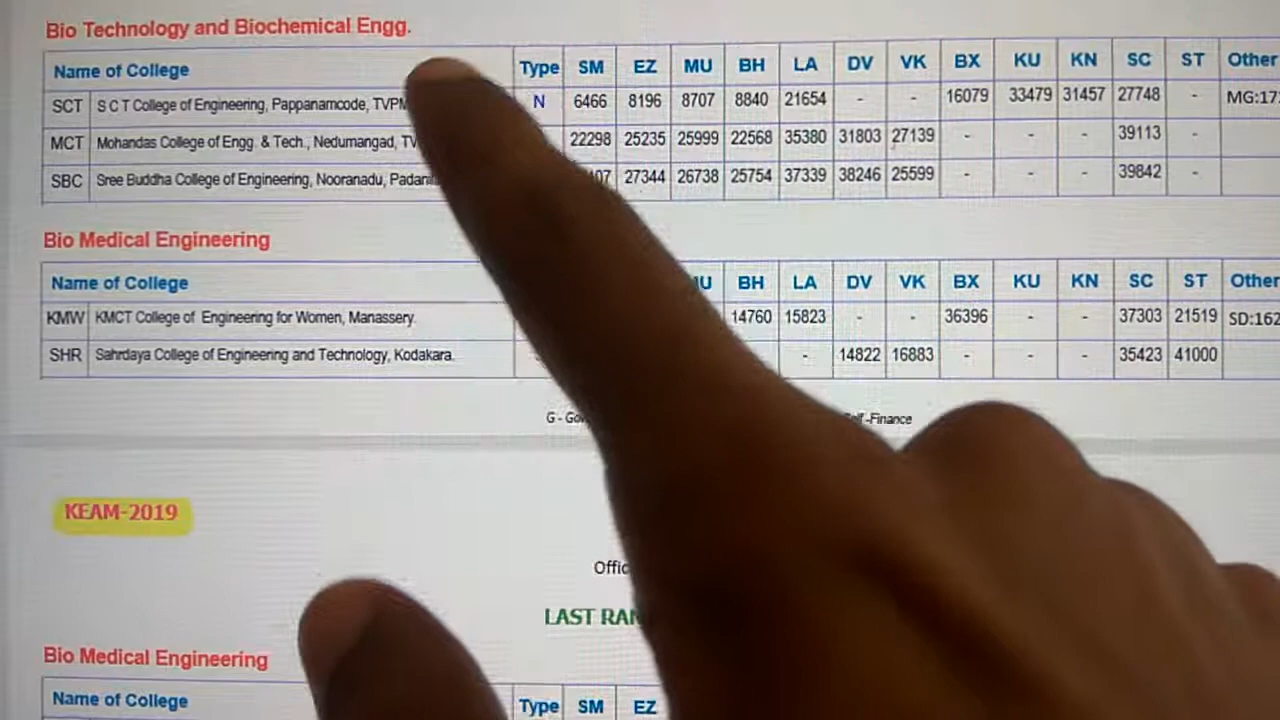 Bio Technology and Biochemical Engg.
Name of College Type SM EZ MU BH LA DV VK BX KU KN SC ST Other
SCT S C T College of Engineering, Pappanamcode, N 6466 8196 8707 8840 21654 - - 16079 33479 31457 27748 -
MCT Mohandas College of Engg. & Tech., Nedumangad, 22298 25235 25999 22568 35380 31803 27139 - - - 39113 -
SBC Sree Buddha College of Engineering, Nooranadu, 27344 26738 25754 37339 38246 25599 - - - 39842 -
Bio Medical Engineering
Name of College BH LA DV VK BX KU KN SC ST Other
KMW KMCT College of Engineering for Women, Manassery. 14760 15823 - - 36396 - - 37303 21519
SHR Sahrdaya College of Engineering and Technology, Kodakara. - 14822 16883 - - - 35423 41000
G - -Finance
KEAM-2019
LAST
Bio Medical Engineering
Name of College Type SM EZ